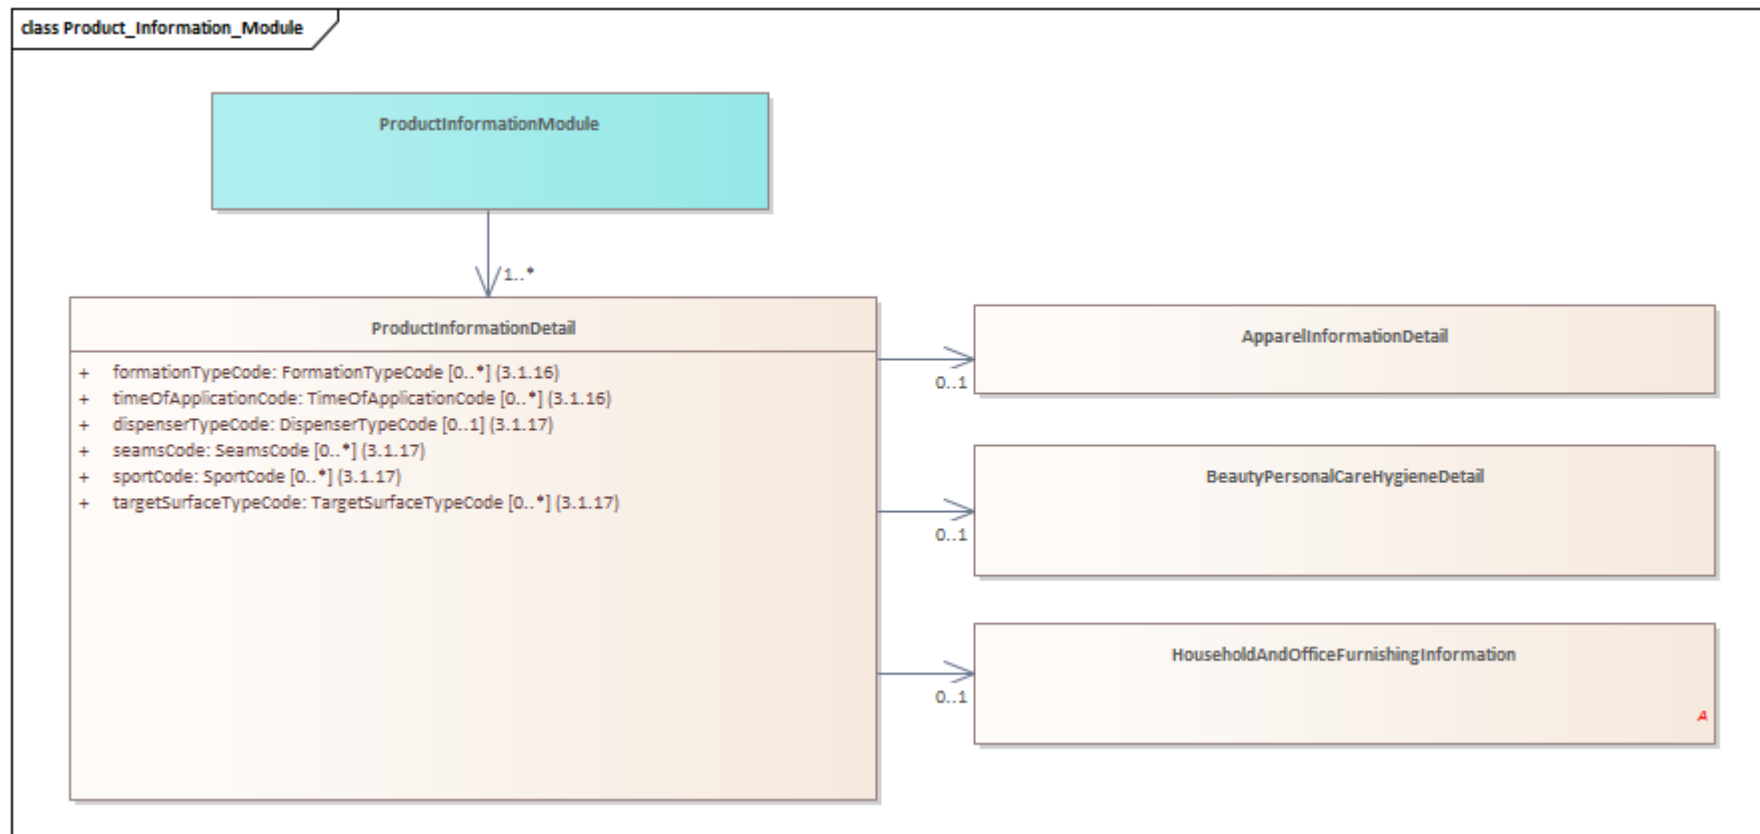 class Product_Information_Module
ProductInformationModule
1..*
ProductInformationDetail
+ formationTypeCode: FormationTypeCode [0..*] (3.1.16)
+ timeOfApplicationCode: TimeOfApplicationCode [0..*] (3.1.16)
+ dispenserTypeCode: DispenserTypeCode [0..1] (3.1.17)
+ seamsCode: SeamsCode [0..*] (3.1.17)
+ sportCode: SportCode [0..*] (3.1.17)
+ targetSurfaceTypeCode: TargetSurfaceTypeCode [0..*] (3.1.17)
ApparelInformationDetail
0..1
BeautyPersonalCareHygieneDetail
0..1
HouseholdAndOfficeFurnishingInformation
0..1
A